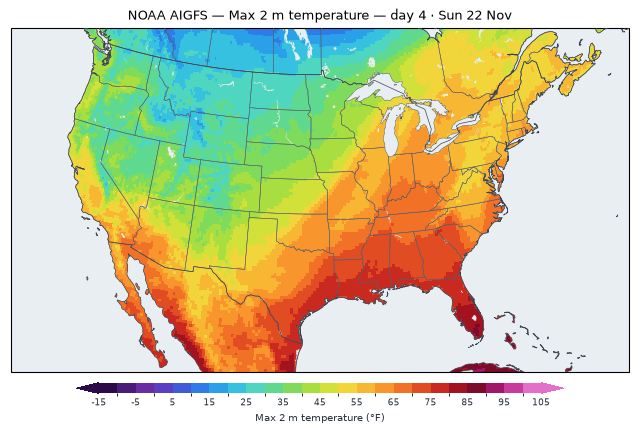 NOAA AIGFS — Max 2 m temperature — day 4 · Sun 22 Nov
-15 -5 5 15 25 35 45 55 65 75 85 95 105
Max 2 m temperature (°F)